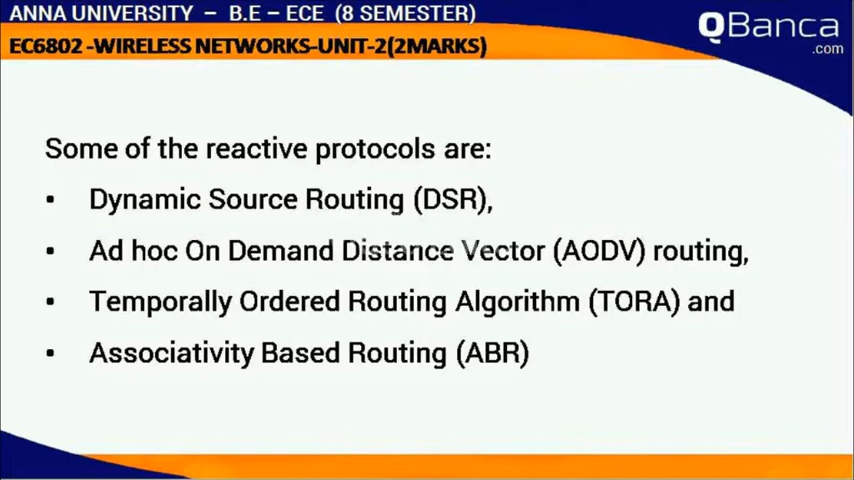 ANNA UNIVERSITY – B.E – ECE (8 SEMESTER)
QBanca
.com
EC6802 -WIRELESS NETWORKS-UNIT-2(2MARKS)
Some of the reactive protocols are:
▪ Dynamic Source Routing (DSR),
▪ Ad hoc On Demand Distance Vector (AODV) routing,
▪ Temporally Ordered Routing Algorithm (TORA) and
▪ Associativity Based Routing (ABR)